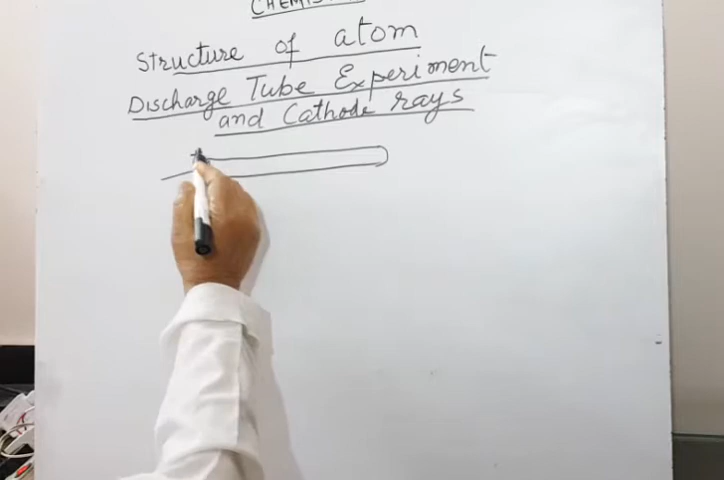 Structure of atom
Discharge Tube Experiment
and Cathode rays